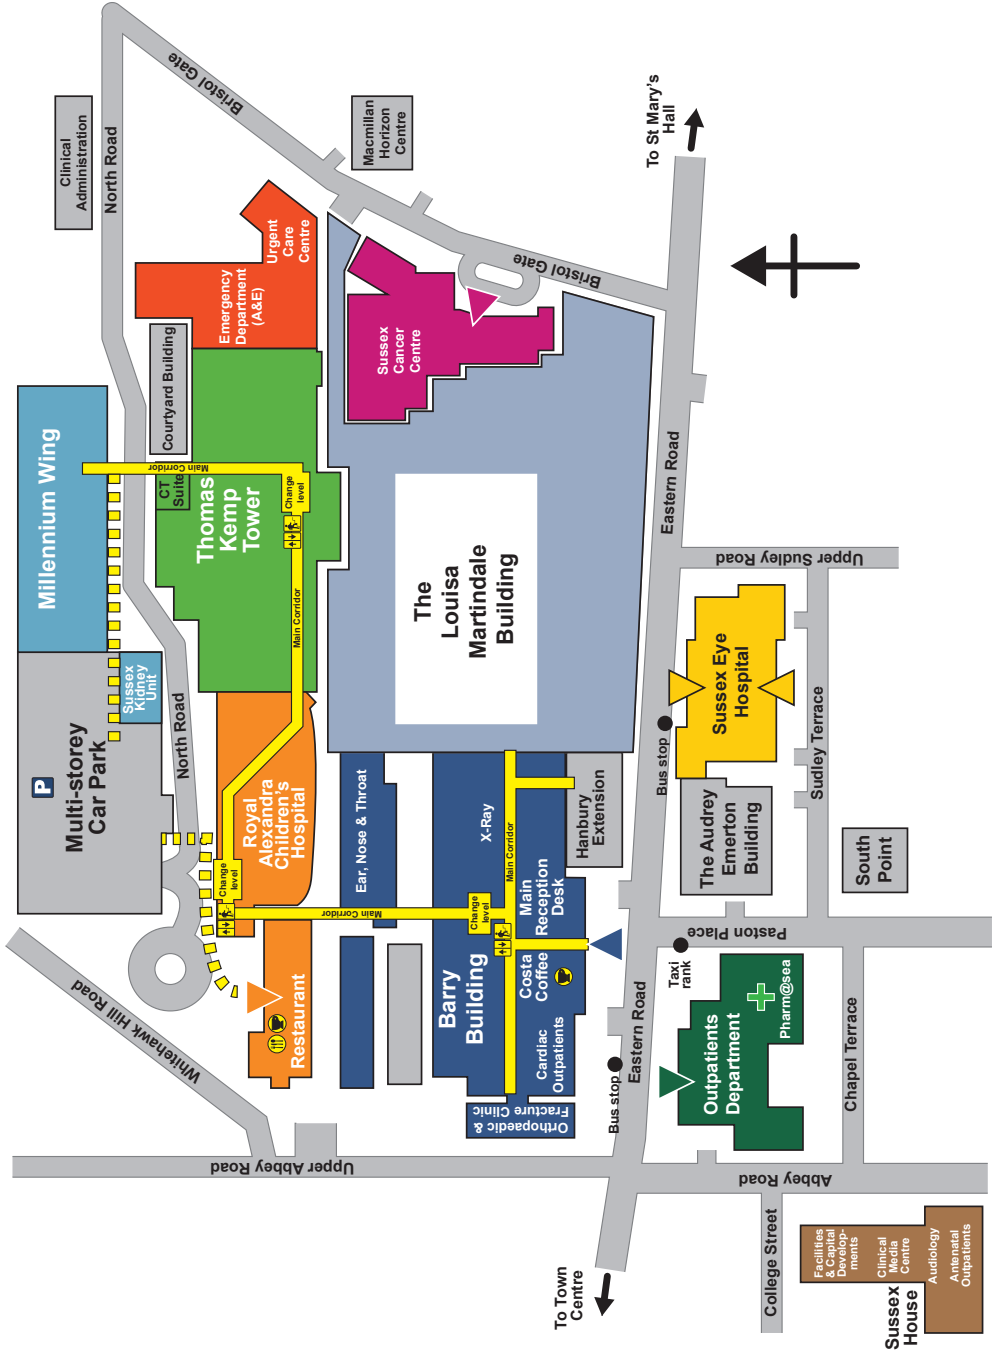 Whitehawk Hill Road
Upper Abbey Road
P
Multi-storey
Car Park
Sussex
Kidney
Unit
Millennium Wing
North Road
North Road
Clinical
Administration
Bristol Gate
Restaurant
Royal
Alexandra
Children's
Hospital
Change
level
Main Corridor
Main Corridor
Thomas
Kemp
Tower
CT
Suite
Main Corridor
Change
level
Courtyard Building
Emergency
Department
(A&E)
Urgent
Care
Centre
Macmillan
Horizon
Centre
Ear, Nose & Throat
Barry
Building
Change
level
X-Ray
Main Corridor
Orthopaedic &
Fracture Clinic
Cardiac
Outpatients
Costa
Coffee
Main
Reception
Desk
Hanbury
Extension
The
Louisa
Martindale
Building
Sussex
Cancer
Centre
Bristol Gate
To Town
Centre
Bus stop
Eastern Road
Bus stop
Eastern Road
To St Mary's
Hall
Outpatients
Department
Pharm@sea
Taxi
rank
Paston Place
The Audrey
Emerton
Building
Sussex Eye
Hospital
Upper Sudley Road
Abbey Road
College Street
Chapel Terrace
Sudley Terrace
South
Point
Facilities
& Capital
Develop-
ments
Clinical
Media
Centre
Audiology
Antenatal
Outpatients
Sussex
House